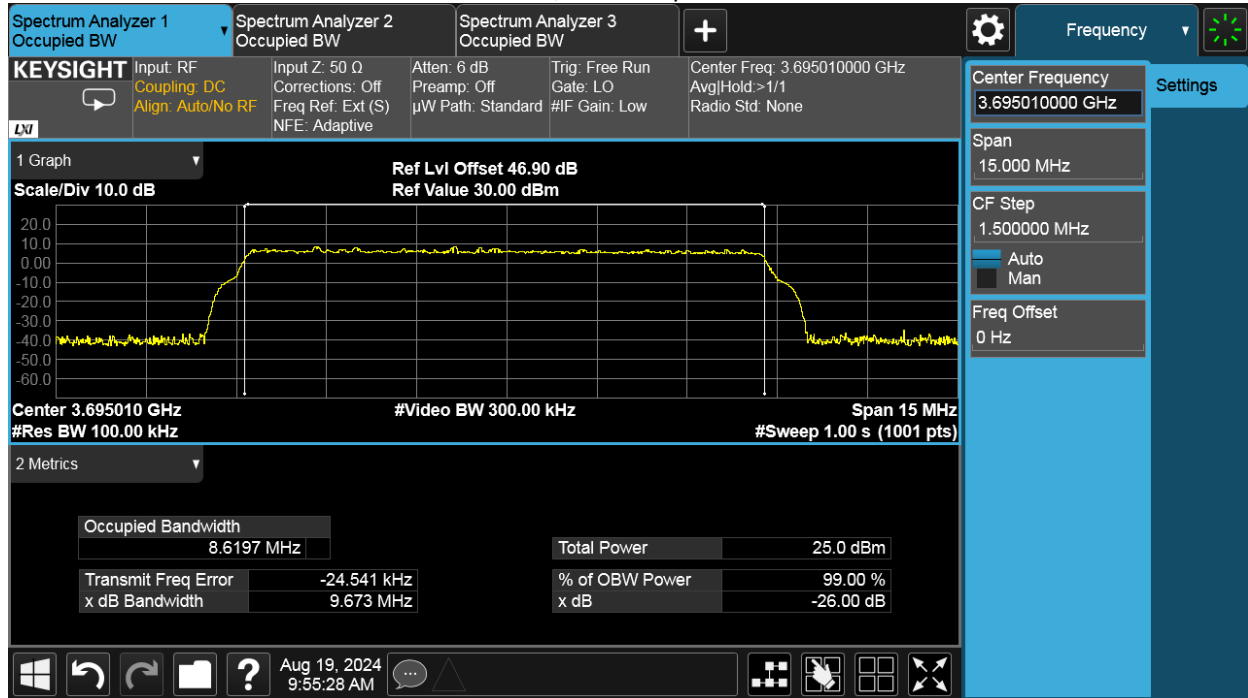 Spectrum Analyzer 1
Occupied BW
Spectrum Analyzer 2
Occupied BW
Spectrum Analyzer 3
Occupied BW
+
Frequency
KEYSIGHT
LXI
Input: RF
Coupling: DC
Align: Auto/No RF
Input Z: 50 Ω
Corrections: Off
Freq Ref: Ext (S)
NFE: Adaptive
Atten: 6 dB
Preamp: Off
µW Path: Standard
Trig: Free Run
Gate: LO
#IF Gain: Low
Center Freq: 3.695010000 GHz
Avg|Hold:>1/1
Radio Std: None
Center Frequency
3.695010000 GHz
Settings
Span
15.000 MHz
CF Step
1.500000 MHz
Auto
Man
Freq Offset
0 Hz
1 Graph
Scale/Div 10.0 dB
Ref Lvl Offset 46.90 dB
Ref Value 30.00 dBm
20.0
10.0
0.00
-10.0
-20.0
-30.0
-40.0
-50.0
-60.0
Center 3.695010 GHz
#Video BW 300.00 kHz
Span 15 MHz
#Res BW 100.00 kHz
#Sweep 1.00 s (1001 pts)
2 Metrics
Occupied Bandwidth
8.6197 MHz
Total Power 25.0 dBm
Transmit Freq Error -24.541 kHz
% of OBW Power 99.00 %
x dB Bandwidth 9.673 MHz
x dB -26.00 dB
?
Aug 19, 2024
9:55:28 AM